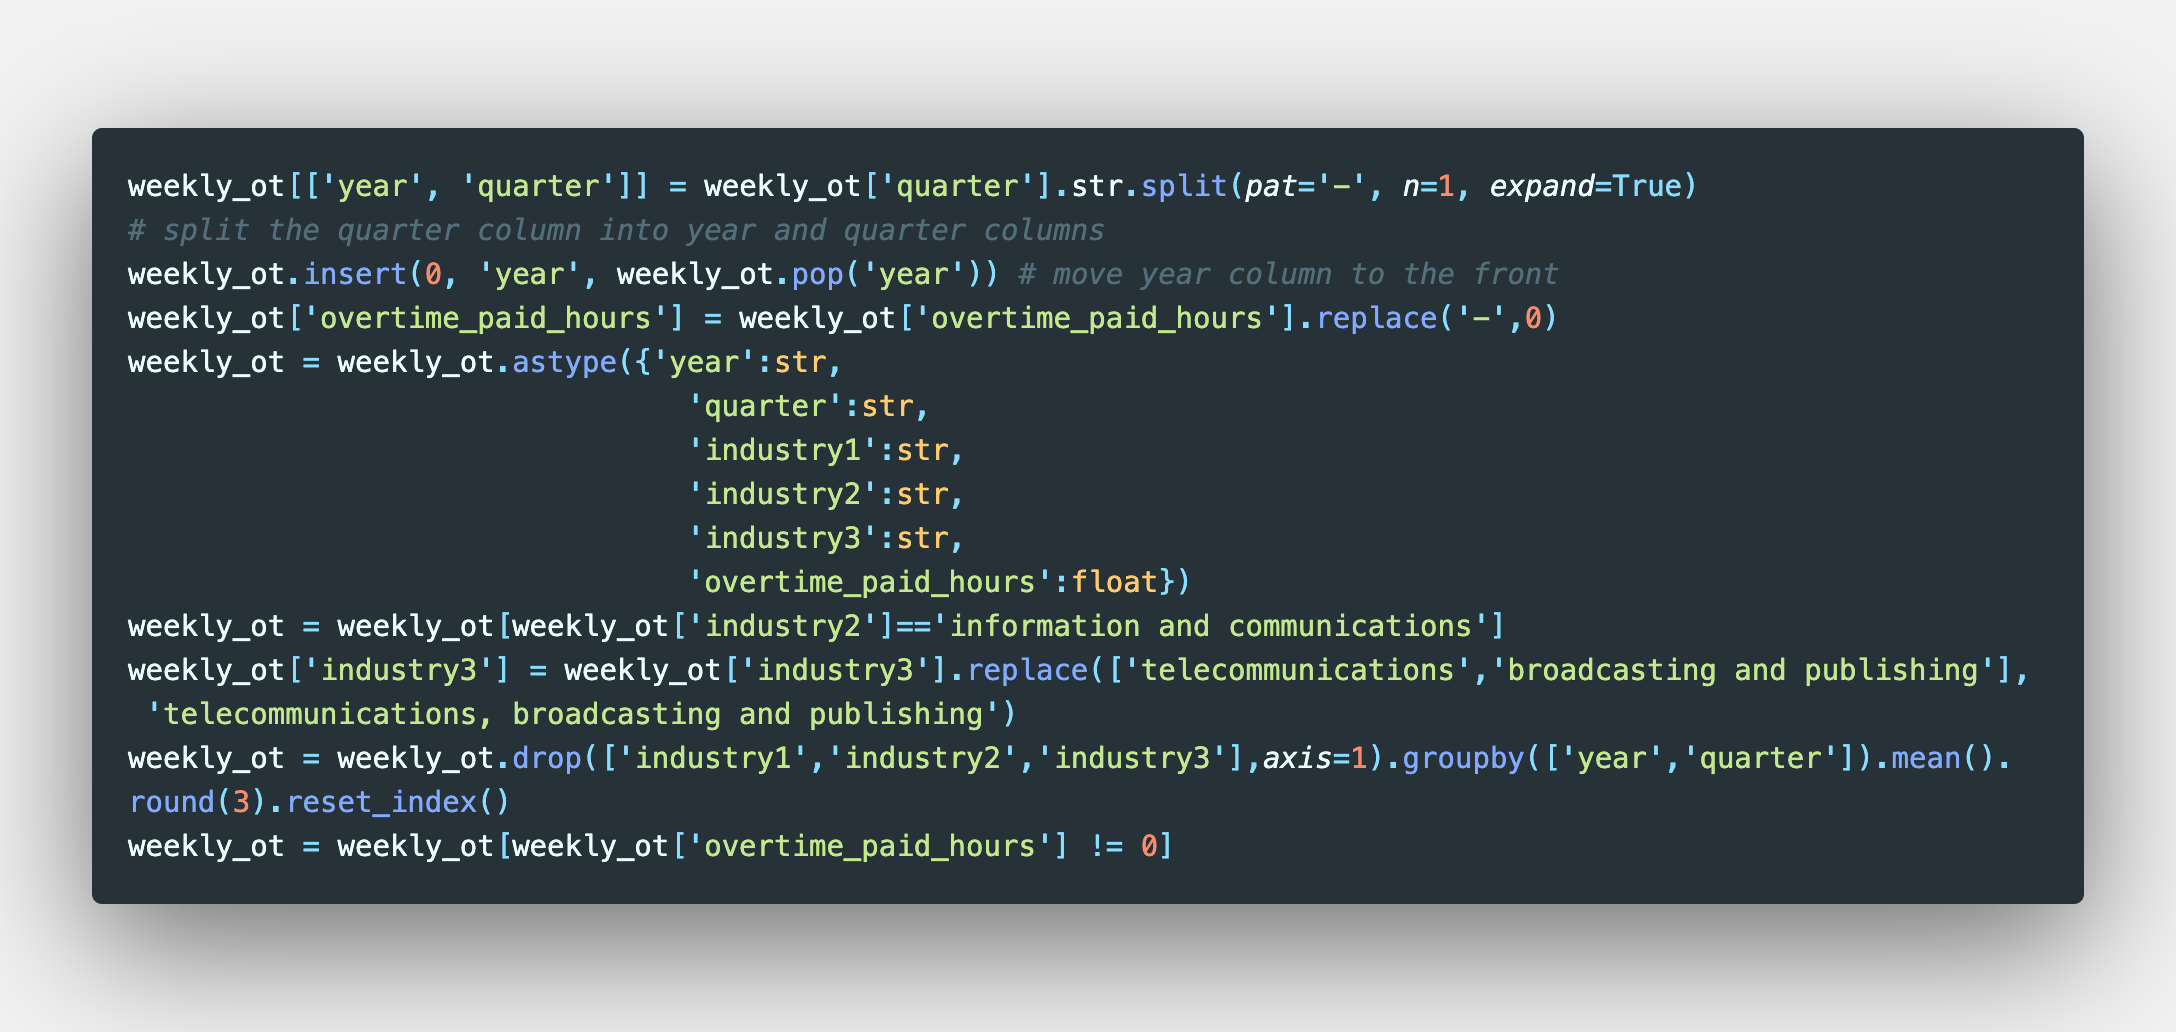 weekly_ot[['year', 'quarter']] = weekly_ot['quarter'].str.split(pat='-', n=1, expand=True)
# split the quarter column into year and quarter columns
weekly_ot.insert(0, 'year', weekly_ot.pop('year')) # move year column to the front
weekly_ot['overtime_paid_hours'] = weekly_ot['overtime_paid_hours'].replace('-',0)
weekly_ot = weekly_ot.astype({'year':str,
                                'quarter':str,
                                'industry1':str,
                                'industry2':str,
                                'industry3':str,
                                'overtime_paid_hours':float})
weekly_ot = weekly_ot[weekly_ot['industry2']=='information and communications']
weekly_ot['industry3'] = weekly_ot['industry3'].replace(['telecommunications','broadcasting and publishing'],
 'telecommunications, broadcasting and publishing')
weekly_ot = weekly_ot.drop(['industry1','industry2','industry3'],axis=1).groupby(['year','quarter']).mean().
round(3).reset_index()
weekly_ot = weekly_ot[weekly_ot['overtime_paid_hours'] != 0]